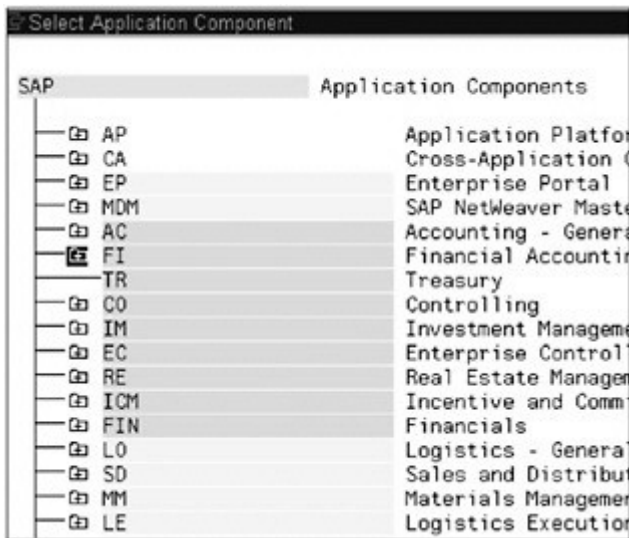 Select Application Component
SAP Application Components
AP Application Platfor
CA Cross-Application
EP Enterprise Portal
MDM SAP NetWeaver Maste
AC Accounting - Genera
FI Financial Accountin
TR Treasury
CO Controlling
IM Investment Manageme
EC Enterprise Controll
RE Real Estate Managem
ICM Incentive and Commi
FIN Financials
LO Logistics - General
SD Sales and Distribut
MM Materials Managemen
LE Logistics Execution